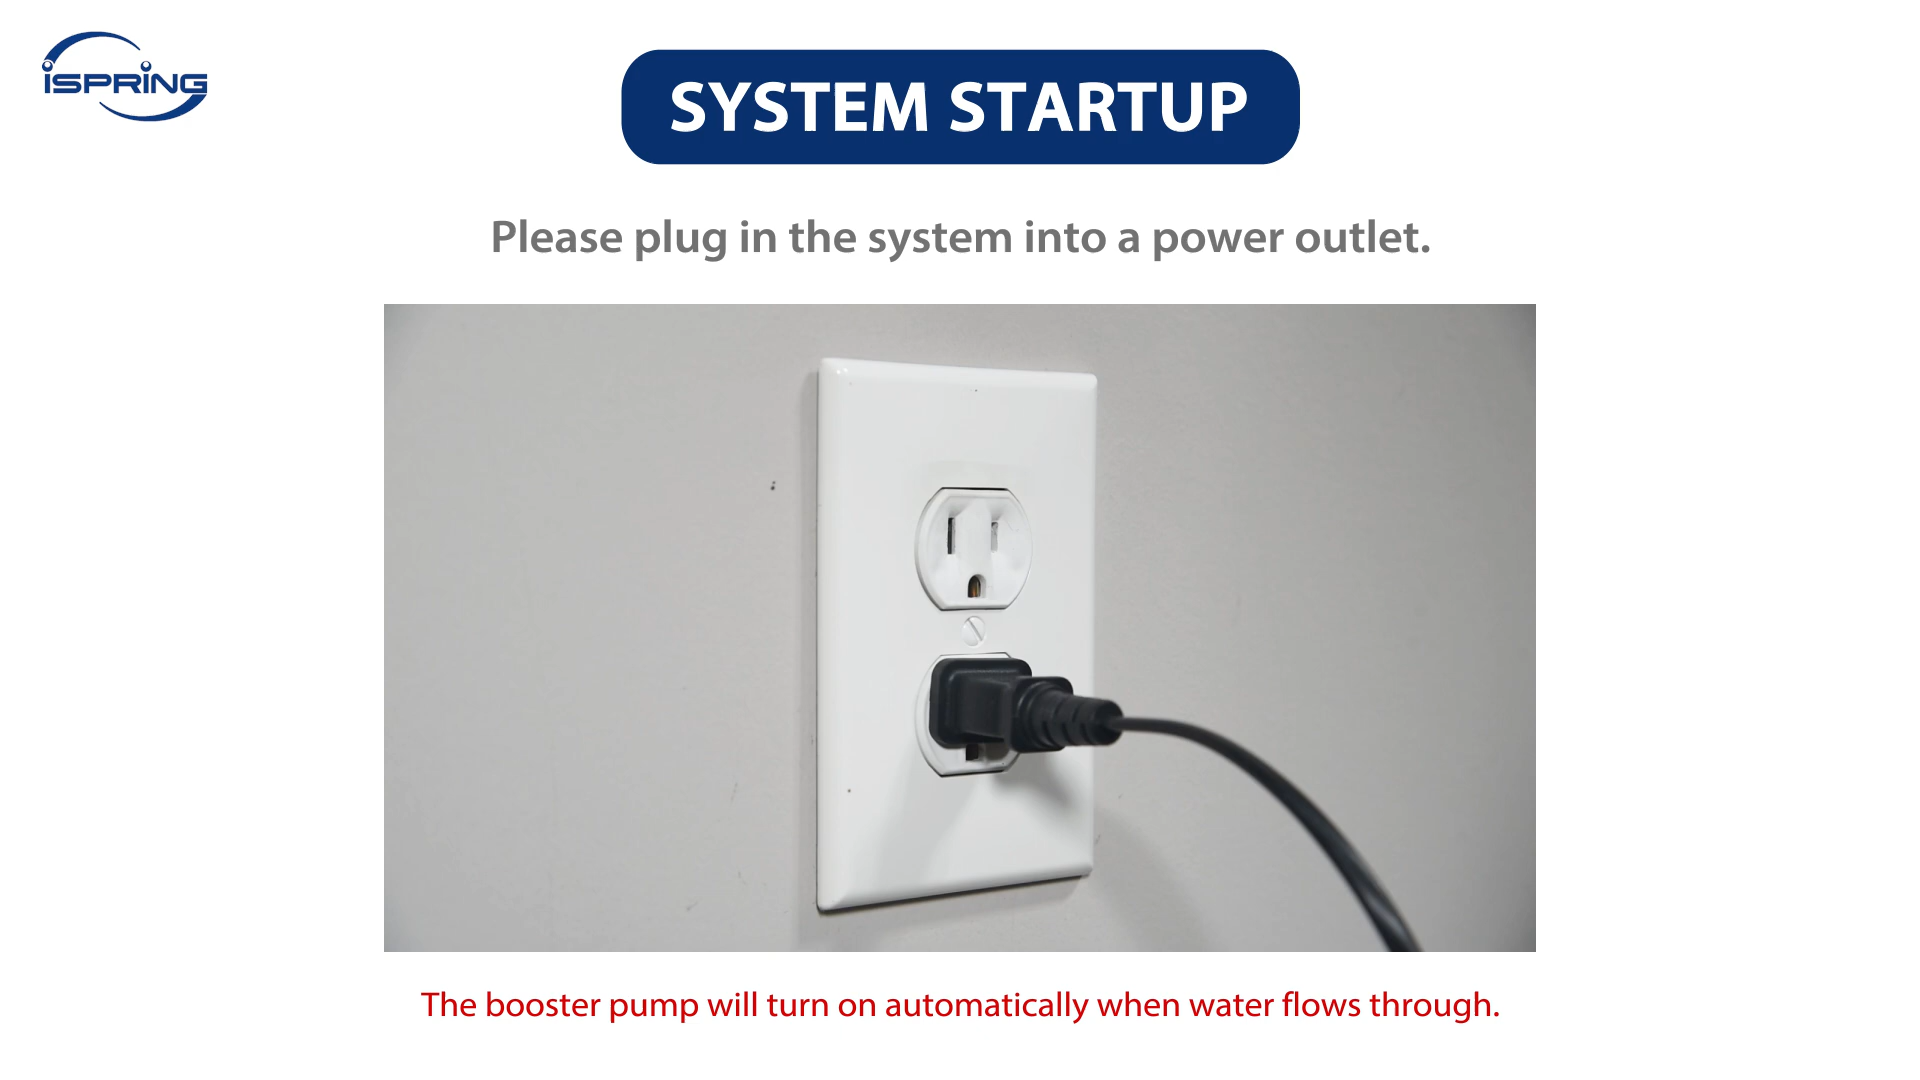 iSPRiNG
SYSTEM STARTUP
Please plug in the system into a power outlet.
The booster pump will turn on automatically when water flows through.